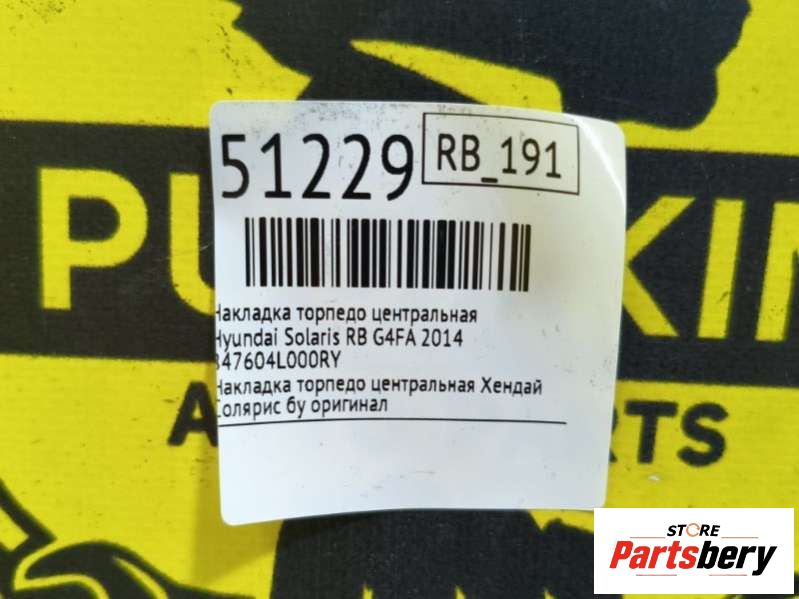 51229
RB_191
Накладка торпедо центральная
Hyundai Solaris RB G4FA 2014
847604L000RY
Накладка торпедо центральная Хендай
Солярис бу оригинал
STORE
Partsbery